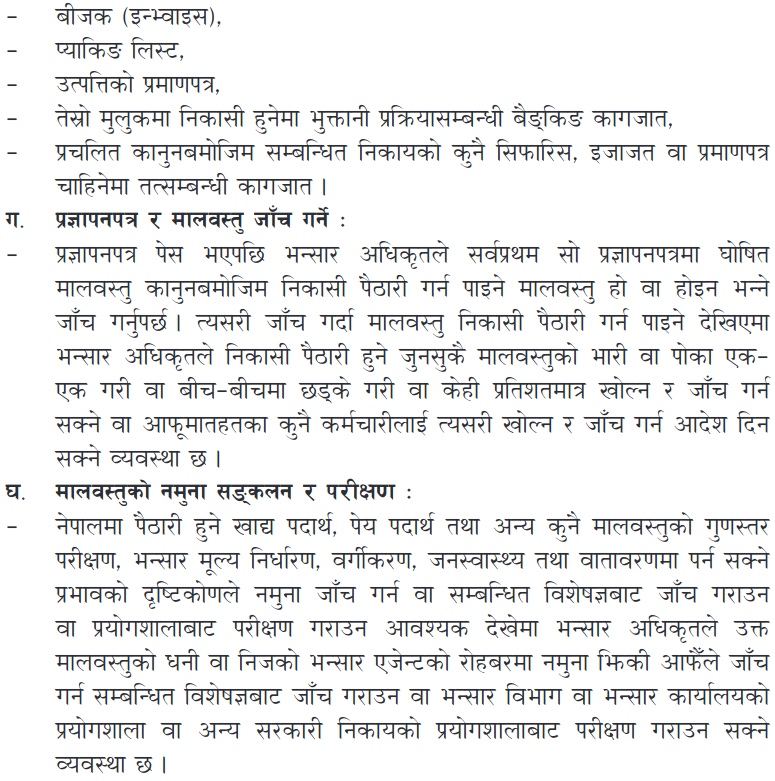 – बीजक (इन्भ्वाइस),
– प्याकिङ लिस्ट,
– उत्पत्तिको प्रमाणपत्र,
– तेस्रो मुलुकमा निकासी हुनेमा भुक्तानी प्रक्रियासम्बन्धी बैङ्किङ कागजात,
– प्रचलित कानुनबमोजिम सम्बन्धित निकायको कुनै सिफारिस, इजाजत वा प्रमाणपत्र
चाहिनेमा तत्सम्बन्धी कागजात ।
ग. प्रज्ञापनपत्र र मालवस्तु जाँच गर्ने :
– प्रज्ञापनपत्र पेस भएपछि भन्सार अधिकृतले सर्वप्रथम सो प्रज्ञापनपत्रमा घोषित
मालवस्तु कानुनबमोजिम निकासी पैठारी गर्न पाइने मालवस्तु हो वा होइन भन्ने
जाँच गर्नुपर्छ । त्यसरी जाँच गर्दा मालवस्तु निकासी पैठारी गर्न पाइने देखिएमा
भन्सार अधिकृतले निकासी पैठारी हुने जुनसुकै मालवस्तुको भारी वा पोका एक–
एक गरी वा बीच–बीचमा छड्के गरी वा केही प्रतिशतमात्र खोल्न र जाँच गर्न
सक्ने वा आफूमातहतका कुनै कर्मचारीलाई त्यसरी खोल्न र जाँच गर्न आदेश दिन
सक्ने व्यवस्था छ ।
घ. मालवस्तुको नमुना सङ्कलन र परीक्षण :
– नेपालमा पैठारी हुने खाद्य पदार्थ, पेय पदार्थ तथा अन्य कुनै मालवस्तुको गुणस्तर
परीक्षण, भन्सार मूल्य निर्धारण, वर्गीकरण, जनस्वास्थ्य तथा वातावरणमा पर्न सक्ने
प्रभावको दृष्टिकोणले नमुना जाँच गर्न वा सम्बन्धित विशेषज्ञबाट जाँच गराउन
वा प्रयोगशालाबाट परीक्षण गराउन आवश्यक देखेमा भन्सार अधिकृतले उक्त
मालवस्तुको धनी वा निजको भन्सार एजेन्टको रोहबरमा नमुना झिकी आफैँले जाँच
गर्न सम्बन्धित विशेषज्ञबाट जाँच गराउन वा भन्सार विभाग वा भन्सार कार्यालयको
प्रयोगशाला वा अन्य सरकारी निकायको प्रयोगशालाबाट परीक्षण गराउन सक्ने
व्यवस्था छ ।